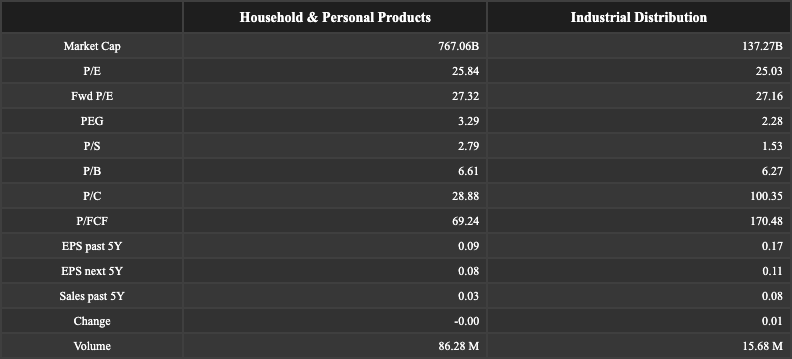 Household & Personal Products Industrial Distribution
Market Cap 767.06B 137.27B
P/E 25.84 25.03
Fwd P/E 27.32 27.16
PEG 3.29 2.28
P/S 2.79 1.53
P/B 6.61 6.27
P/C 28.88 100.35
P/FCF 69.24 170.48
EPS past 5Y 0.09 0.17
EPS next 5Y 0.08 0.11
Sales past 5Y 0.03 0.08
Change -0.00 0.01
Volume 86.28 M 15.68 M